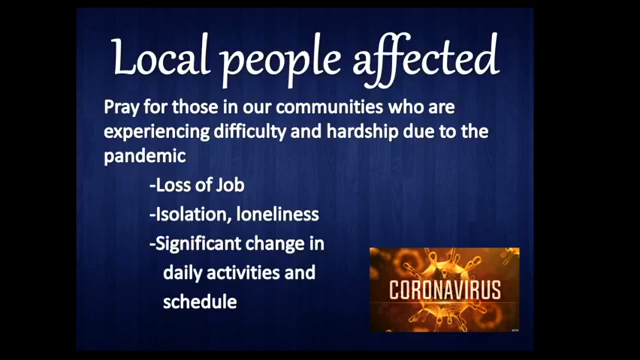 Local people affected
Pray for those in our communities who are
experiencing difficulty and hardship due to the
pandemic
-Loss of Job
-Isolation, loneliness
-Significant change in
daily activities and
schedule
CORONAVIRUS